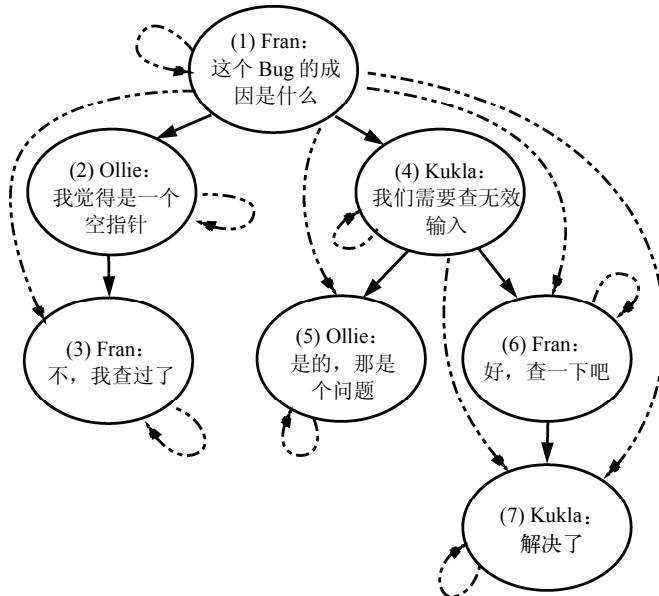 (1) Fran：
这个 Bug 的成
因是什么
(2) Ollie：
我觉得是一个
空指针
(4) Kukla：
我们需要查无效
输入
(3) Fran：
不，我查过了
(5) Ollie：
是的，那是
个问题
(6) Fran：
好，查一下吧
(7) Kukla：
解决了